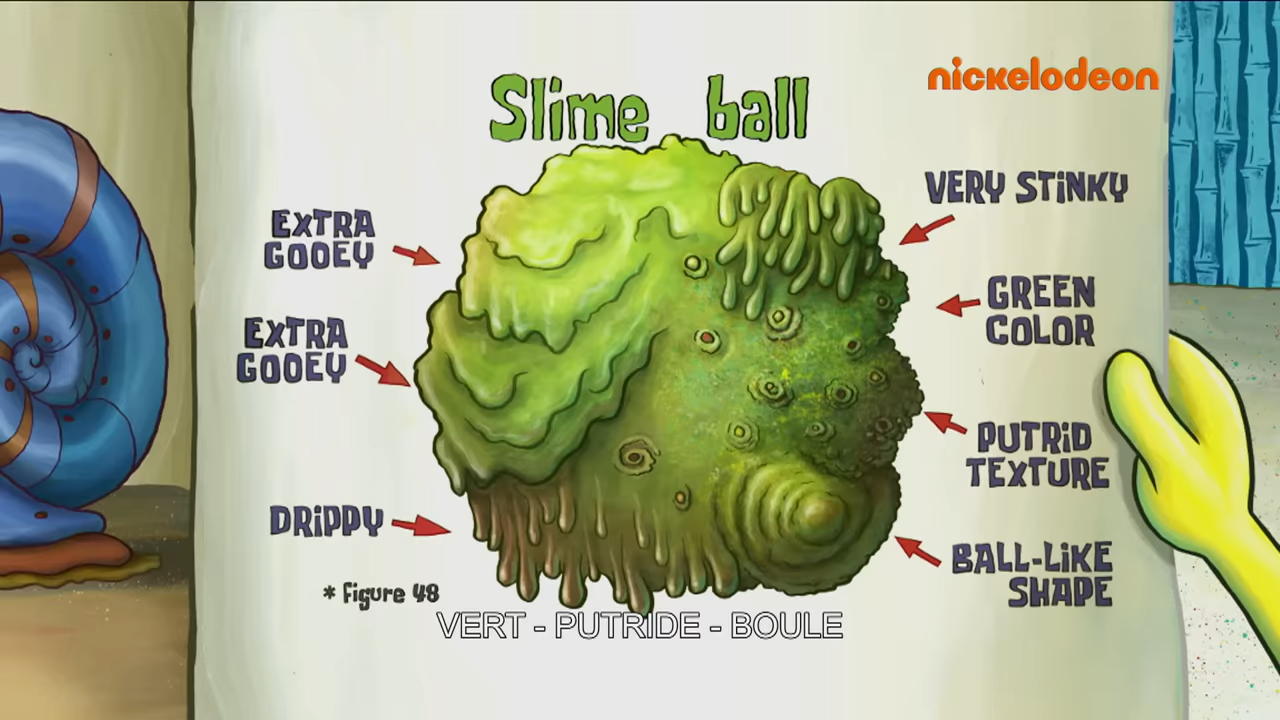 nickelodeon
Slime ball
EXTRA
GOOEY
EXTRA
GOOEY
DRIPPY
* Figure 48
VERY STINKY
GREEN
COLOR
PUTRID
TEXTURE
BALL-LIKE
SHAPE
VERT - PUTRIDE - BOULE